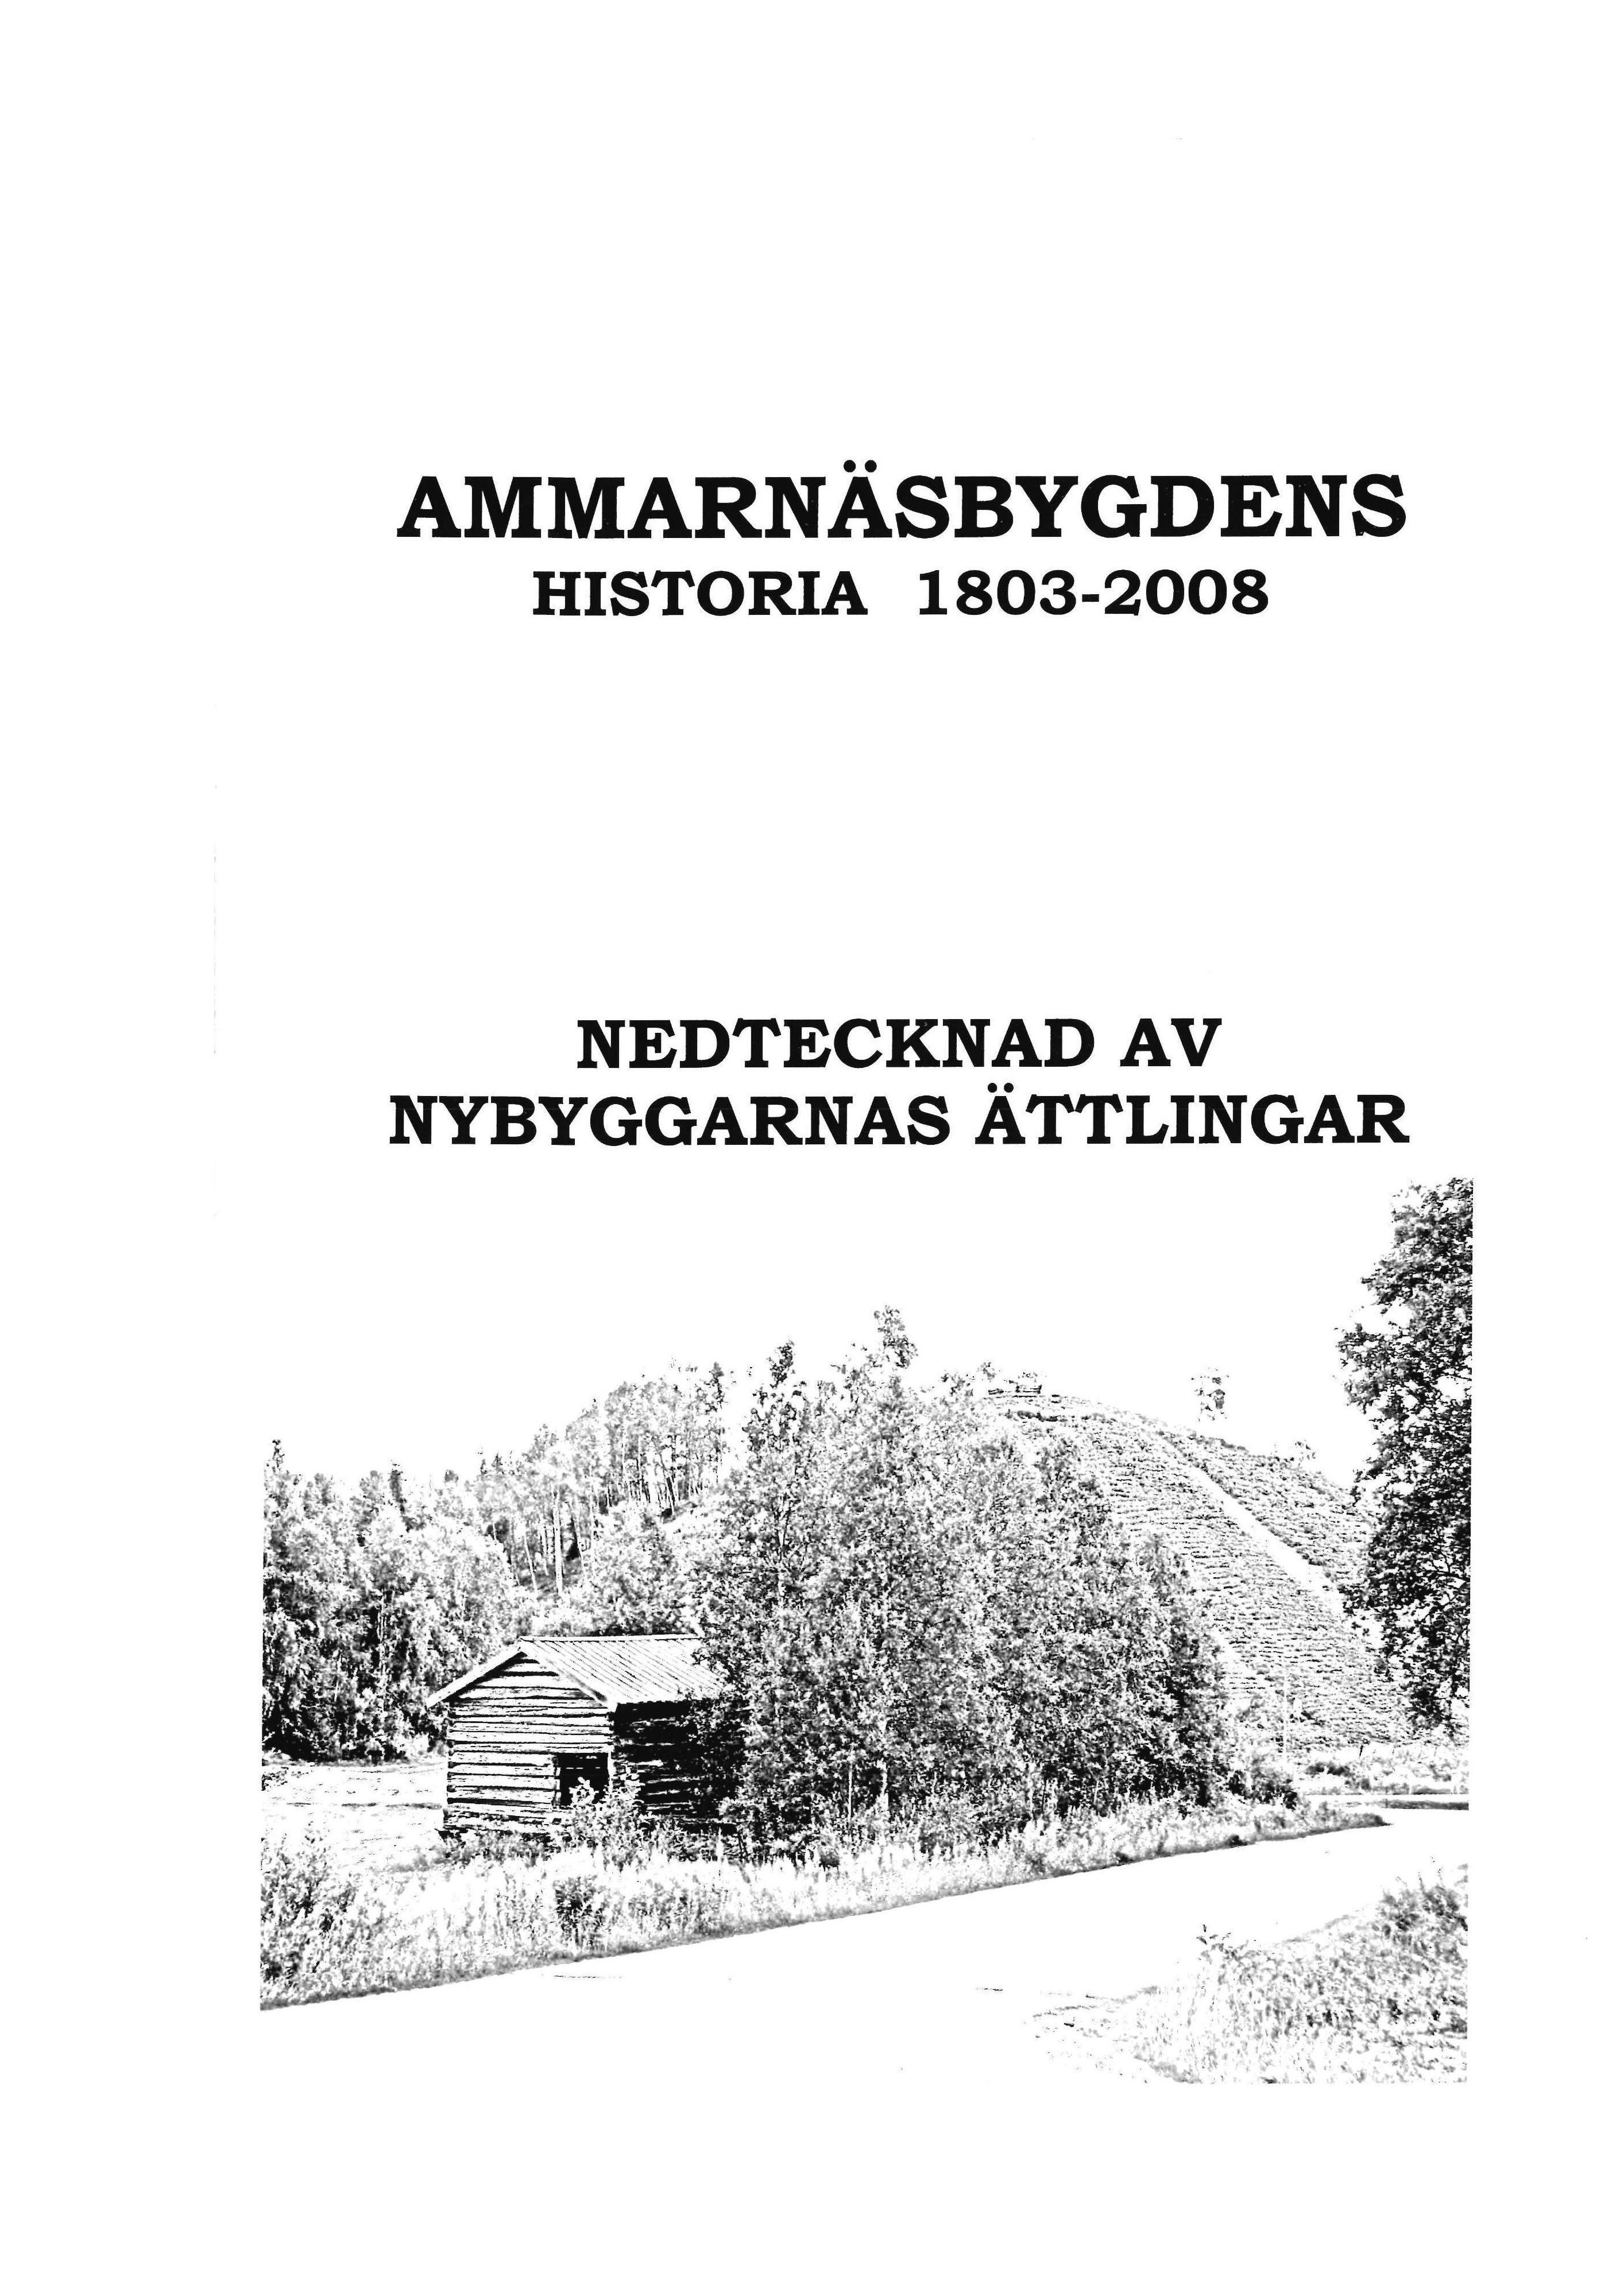 AMMARNÄSBYGDENS
HISTORIA 1803-2008
NEDTECKNAD AV
NYBYGGARNAS ÄTTLINGAR